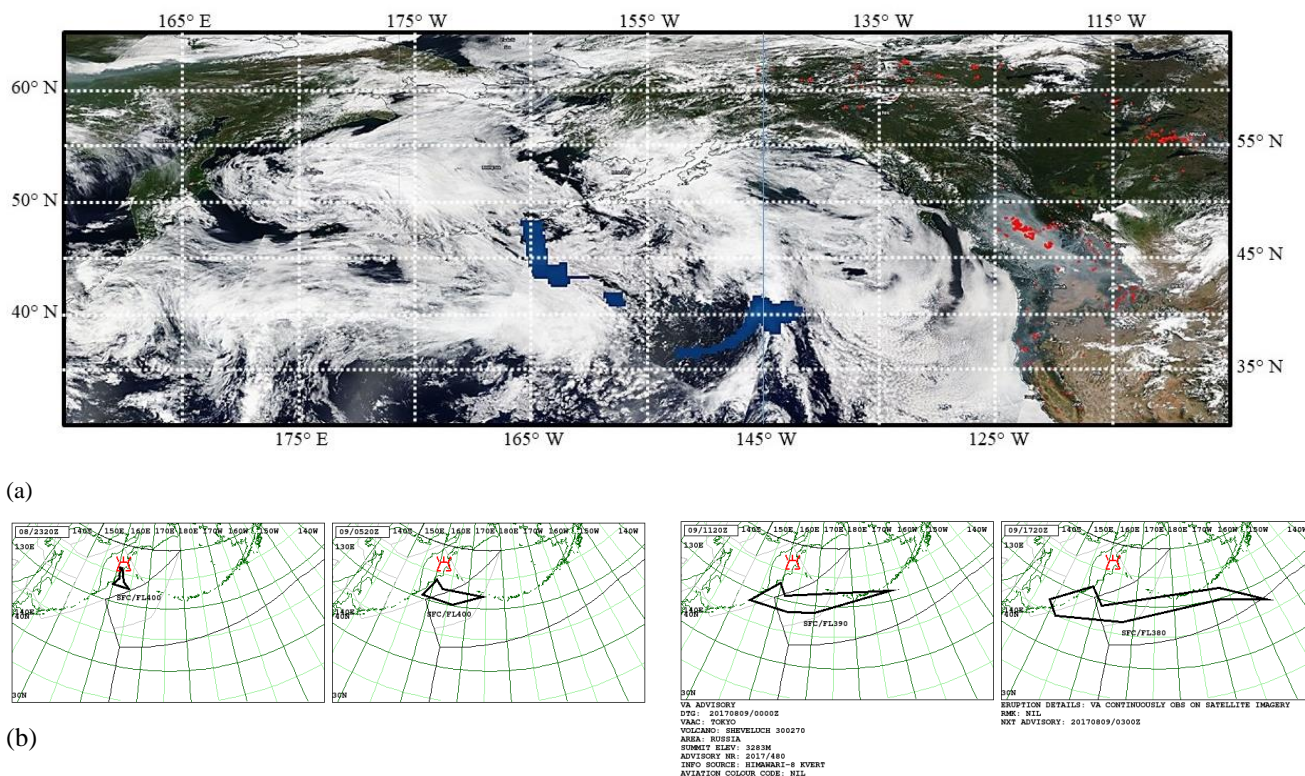 165° E 175° W 155° W 135° W 115° W
60° N
55° N
50° N
45° N
40° N
35° N
175° E 165° W 145° W 125° W
(a)
08/2320Z 140E 150E 160E 170E 180E 170W 160W 150W 140W
130E
SFC/FL400
40N
30N
09/0520Z 140E 150E 160E 170E 180E 170W 160W 150W 140W
130E
SFC/FL400
40N
30N
09/1120Z 140E 150E 160E 170E 180E 170W 160W 150W 140W
130E
SFC/FL390
40N
30N
09/1720Z 140E 150E 160E 170E 180E 170W 160W 150W 140W
130E
SFC/FL380
40N
30N
(b)
VA ADVISORY
DTG: 20170809/0000Z
VAAC: TOKYO
VOLCANO: SHEVELUCH 300270
AREA: RUSSIA
SUMMIT ELEV: 3283M
ADVISORY NR: 2017/480
INFO SOURCE: HIMAWARI-8 KVERT
AVIATION COLOUR CODE: NIL
ERUPTION DETAILS: VA CONTINUOUSLY OBS ON SATELLITE IMAGERY
RMK: NIL
NXT ADVISORY: 20170809/0300Z